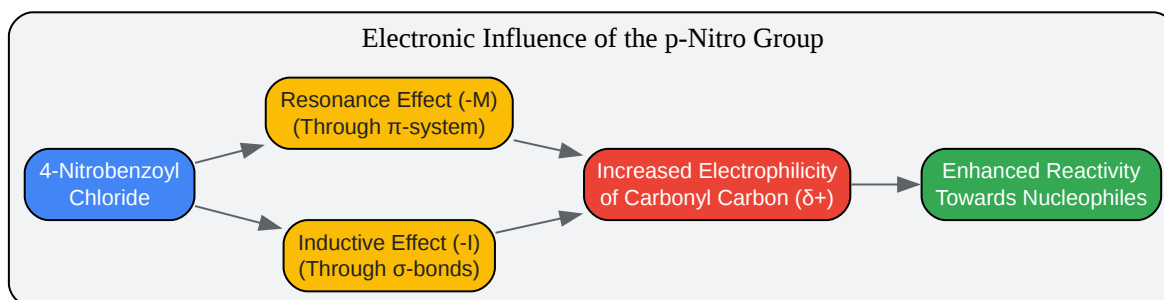 Electronic Influence of the p-Nitro Group
4-Nitrobenzoyl
Chloride
Resonance Effect (-M)
(Through π-system)
Inductive Effect (-I)
(Through σ-bonds)
Increased Electrophilicity
of Carbonyl Carbon (δ+)
Enhanced Reactivity
Towards Nucleophiles